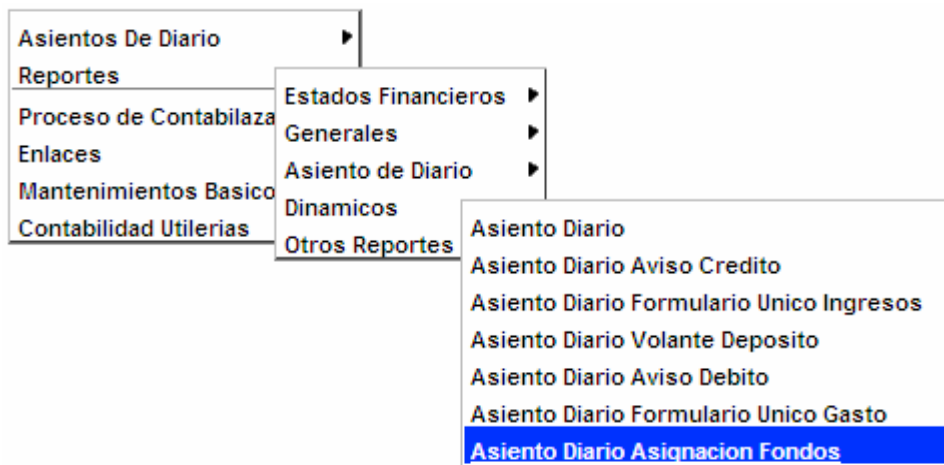 Asientos De Diario
Reportes
Proceso de Contabilaza
Enlaces
Mantenimientos Basico
Contabilidad Utilerias
Estados Financieros
Generales
Asiento de Diario
Dinamicos
Otros Reportes
Asiento Diario
Asiento Diario Aviso Credito
Asiento Diario Formulario Unico Ingresos
Asiento Diario Volante Deposito
Asiento Diario Aviso Debito
Asiento Diario Formulario Unico Gasto
Asiento Diario Asignacion Fondos